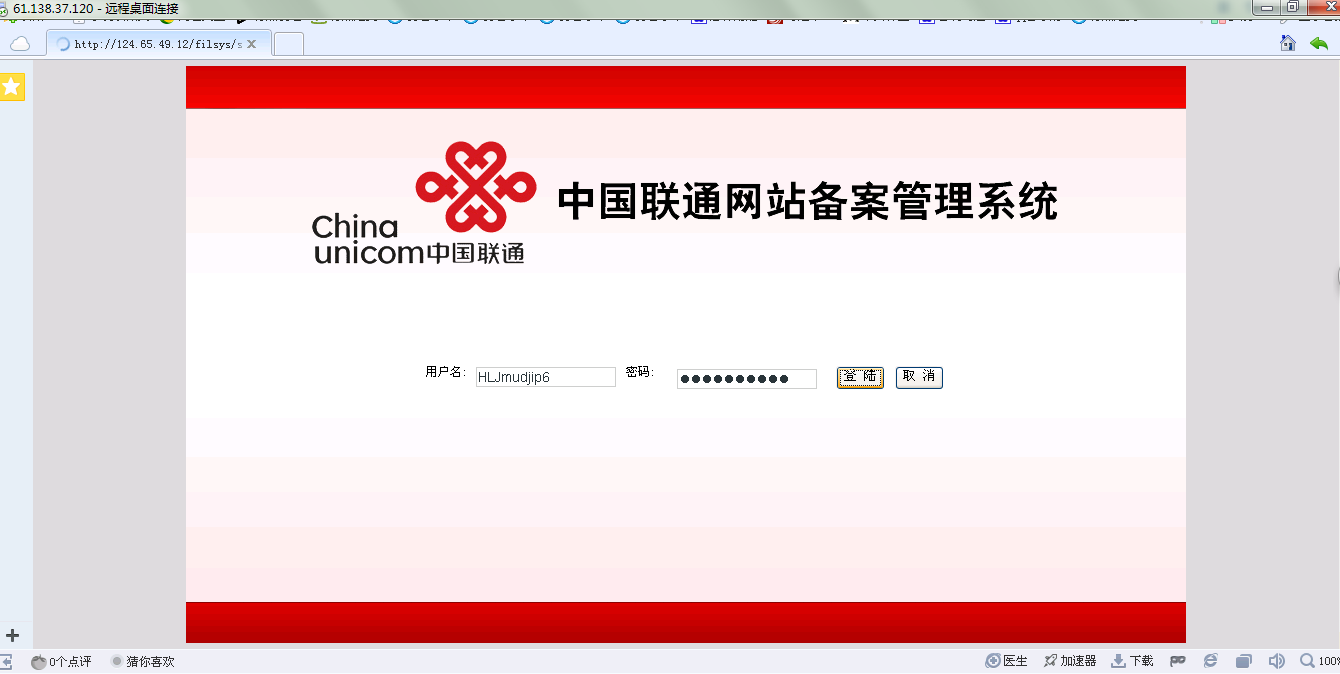 61.138.37.120 - 远程桌面连接
http://124.65.49.12/filsys/s
中国联通网站备案管理系统
China
unicom中国联通
用户名: HLJmudjip6 密码: ●●●●●●●●●● 登 陆 取 消
0个点评 猜你喜欢 医生 加速器 下载 100%